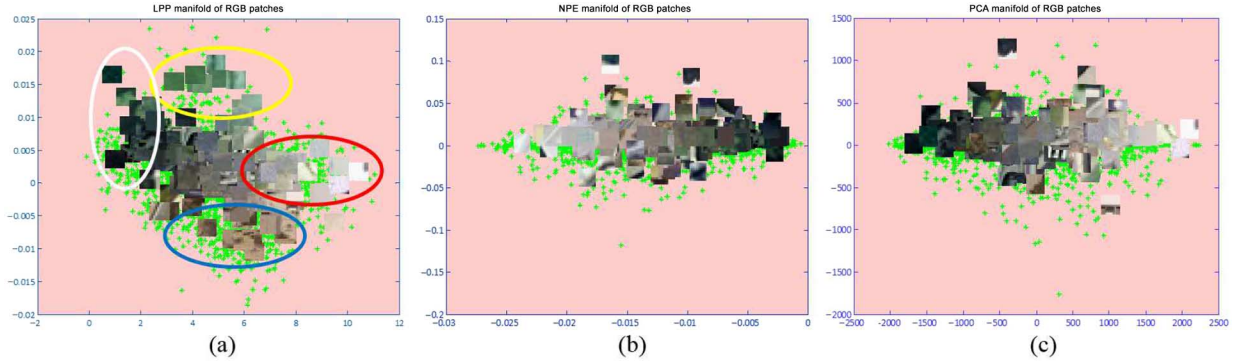 LPP manifold of RGB patches
0.025
0.02
0.015
0.01
0.005
0
−0.005
−0.01
−0.015
−0.02
−2 0 2 4 6 8 10 12
(a)
NPE manifold of RGB patches
0.15
0.1
0.05
0
−0.05
−0.1
−0.15
−0.2
−0.03 −0.025 −0.02 −0.015 −0.01 −0.005 0
(b)
PCA manifold of RGB patches
1500
1000
500
0
−500
−1000
−1500
−2000
−2500 −2000 −1500 −1000 −500 0 500 1000 1500 2000 2500
(c)